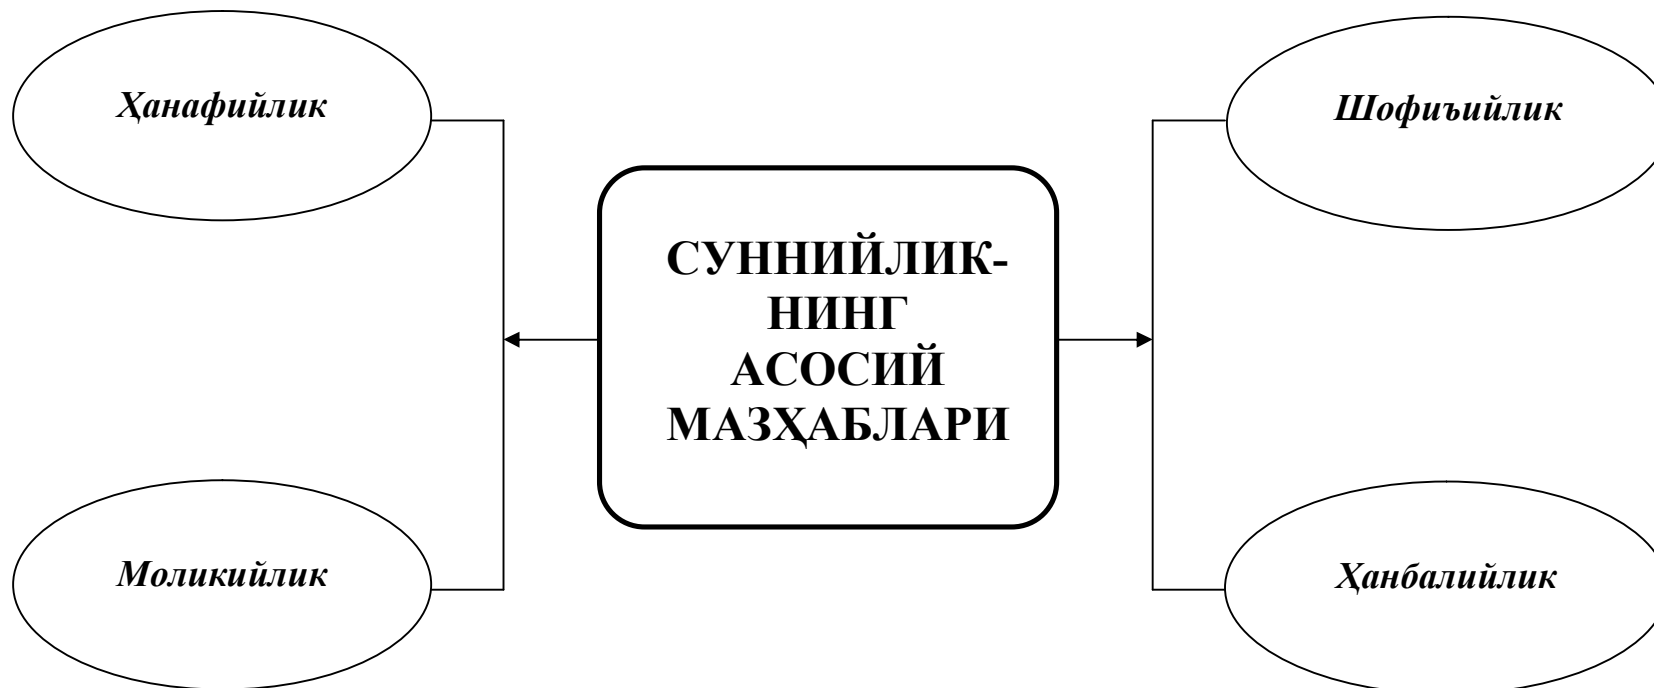 Ҳанафийлик
Шофиъийлик
СУННИЙЛИК-
НИНГ
АСОСИЙ
МАЗҲАБЛАРИ
Моликийлик
Ҳанбалийлик